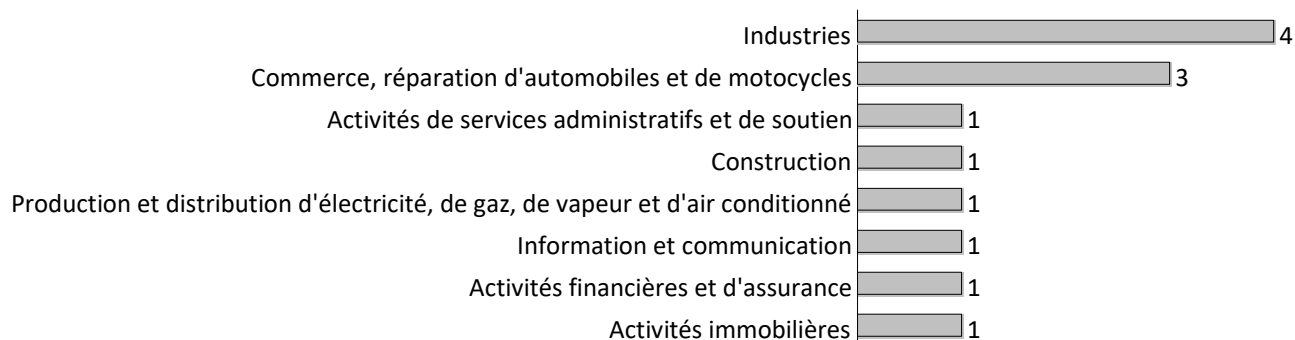 Industries 4
Commerce, réparation d'automobiles et de motocycles 3
Activités de services administratifs et de soutien 1
Construction 1
Production et distribution d'électricité, de gaz, de vapeur et d'air conditionné 1
Information et communication 1
Activités financières et d'assurance 1
Activités immobilières 1